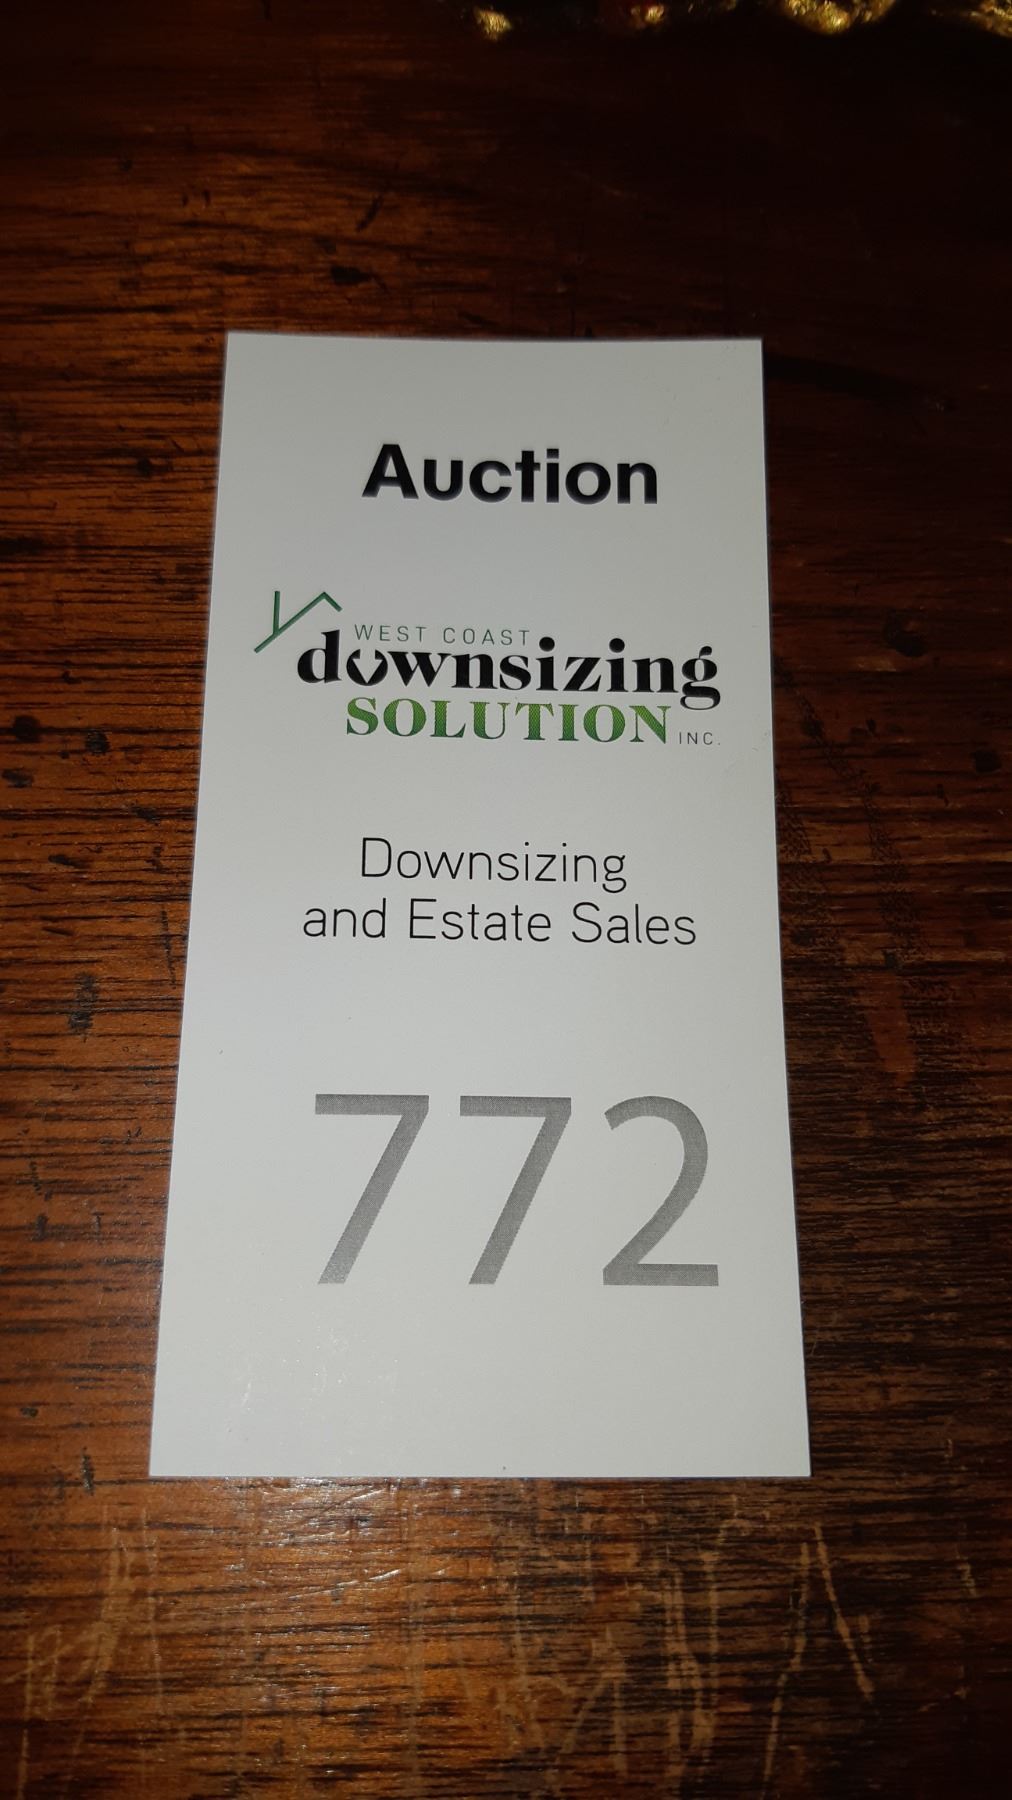 Auction
WEST COAST
downsizing
SOLUTION INC.
Downsizing
and Estate Sales
772